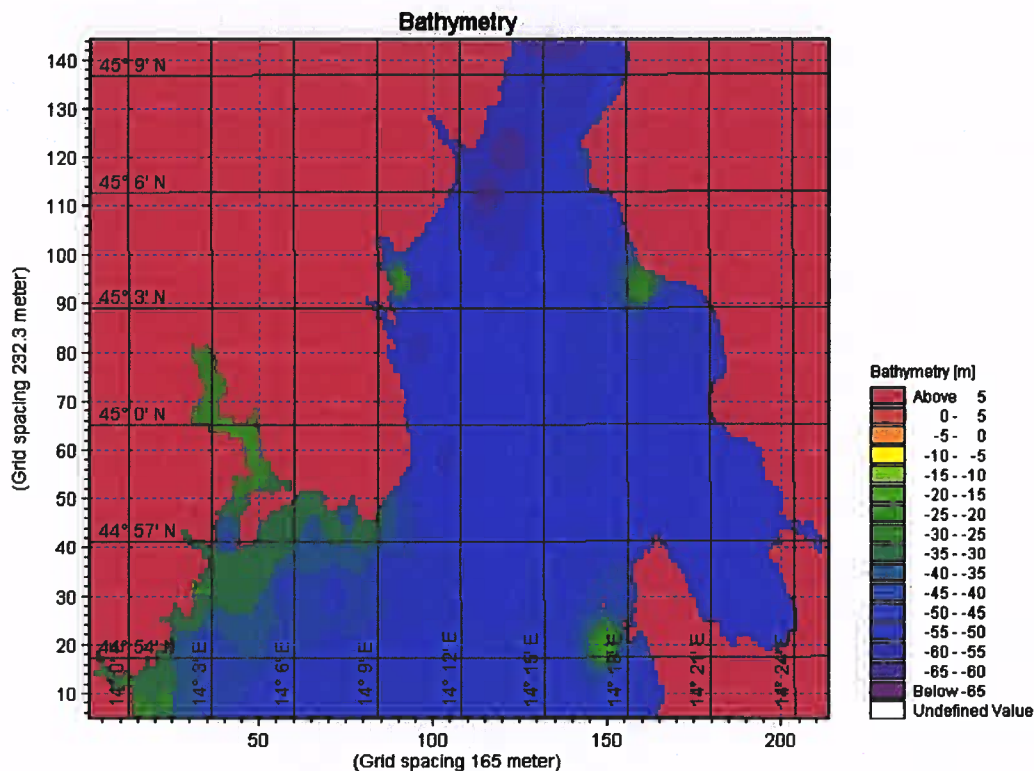 Bathymetry
140
130
120
110
100
90
80
70
60
50
40
30
20
10
(Grid spacing 232.3 meter)
45° 9' N
45° 6' N
45° 3' N
45° 0' N
44° 57' N
44° 54' N
14° 0' E
14° 3' E
14° 6' E
14° 9' E
14° 12' E
14° 15' E
14° 18' E
14° 21' E
14° 24' E
50
100
150
200
(Grid spacing 165 meter)
Bathymetry [m]
Above 5
0 - 5
-5 - 0
-10 - -5
-15 - -10
-20 - -15
-25 - -20
-30 - -25
-35 - -30
-40 - -35
-45 - -40
-50 - -45
-55 - -50
-60 - -55
-65 - -60
Below -65
Undefined Value